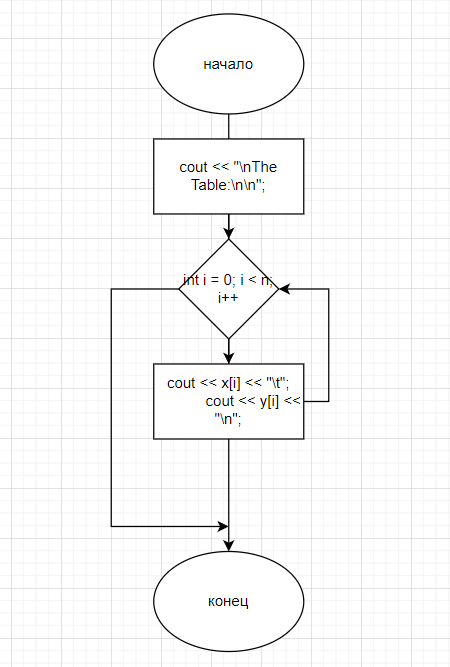 начало
cout << "\nThe
Table:\n\n";
int i = 0; i < n;
i++
cout << x[i] << "\t";
cout << y[i] <<
"\n";
конец